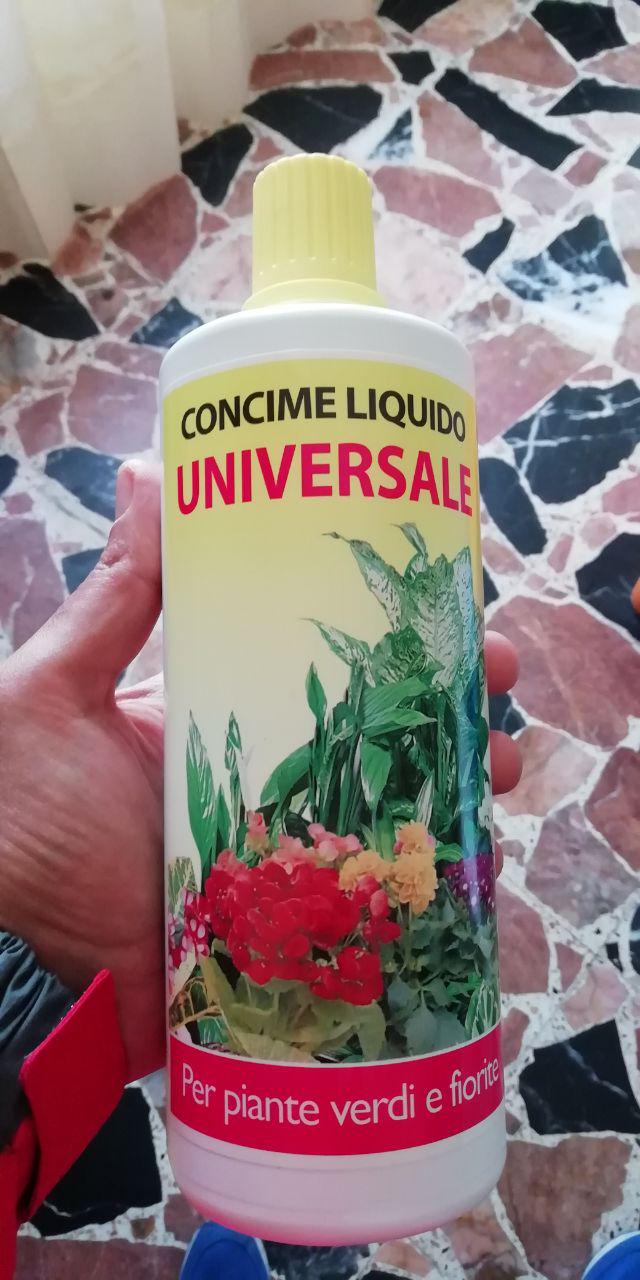 CONCIME LIQUIDO
UNIVERSALE
Per piante verdi e fiorite